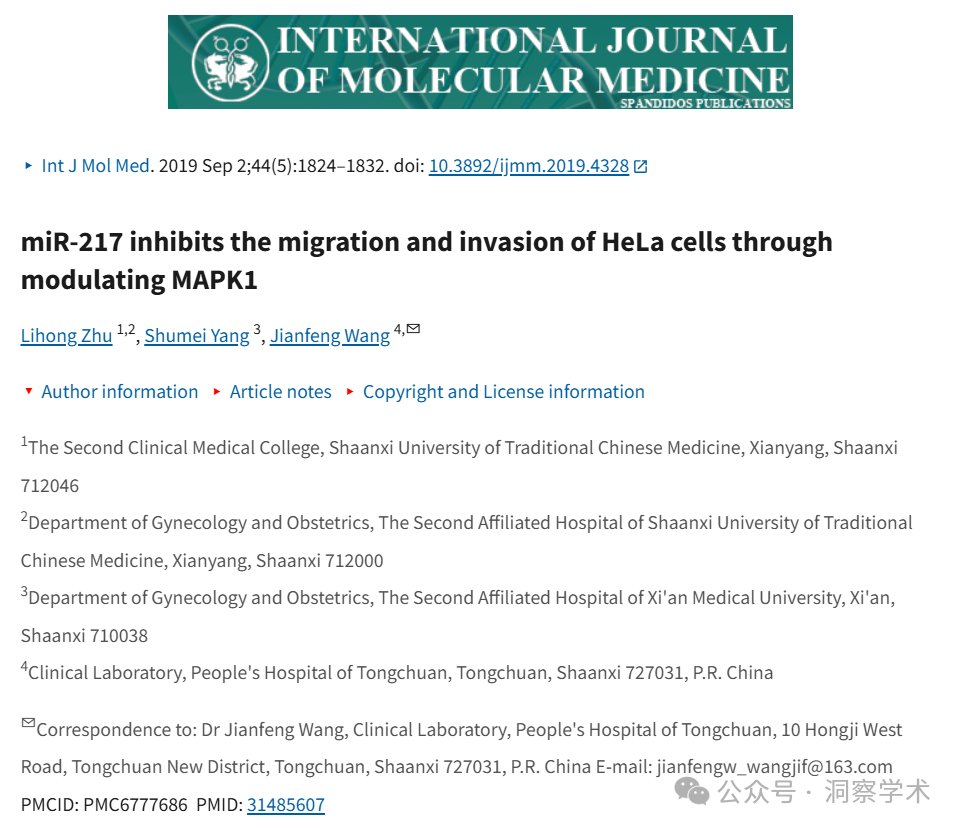 INTERNATIONAL JOURNAL
OF MOLECULAR MEDICINE
SPANDIDOS PUBLICATIONS
Int J Mol Med. 2019 Sep 2;44(5):1824–1832. doi: 10.3892/ijmm.2019.4328
miR-217 inhibits the migration and invasion of HeLa cells through
modulating MAPK1
Lihong Zhu 1,2, Shumei Yang 3, Jianfeng Wang 4,✉
Author information Article notes Copyright and License information
1The Second Clinical Medical College, Shaanxi University of Traditional Chinese Medicine, Xianyang, Shaanxi
712046
2Department of Gynecology and Obstetrics, The Second Affiliated Hospital of Shaanxi University of Traditional
Chinese Medicine, Xianyang, Shaanxi 712000
3Department of Gynecology and Obstetrics, The Second Affiliated Hospital of Xi'an Medical University, Xi'an,
Shaanxi 710038
4Clinical Laboratory, People's Hospital of Tongchuan, Tongchuan, Shaanxi 727031, P.R. China
✉Correspondence to: Dr Jianfeng Wang, Clinical Laboratory, People's Hospital of Tongchuan, 10 Hongji West
Road, Tongchuan New District, Tongchuan, Shaanxi 727031, P.R. China E-mail: jianfengw_wangjif@163.com
PMCID: PMC6777686 PMID: 31485607
公众号 · 洞察学术